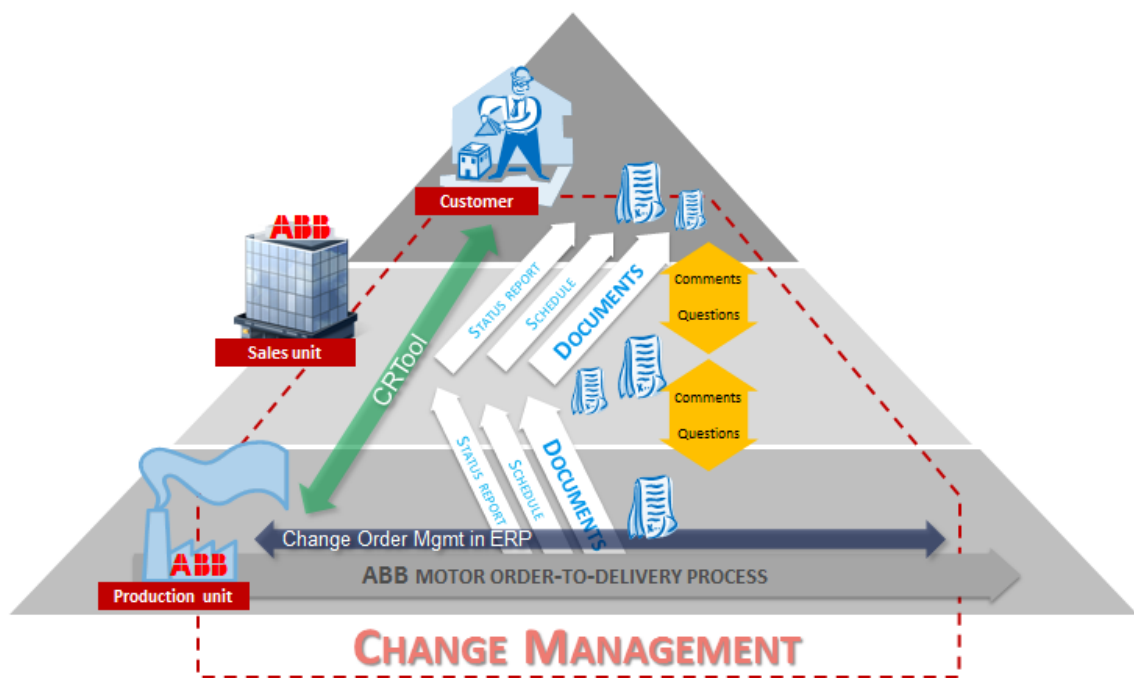 Customer
ABB
Sales unit
CRTool
STATUS REPORT
SCHEDULE
DOCUMENTS
Comments
Questions
Comments
Questions
STATUS REPORT
SCHEDULE
DOCUMENTS
Change Order Mgmt in ERP
ABB
Production unit
ABB MOTOR ORDER-TO-DELIVERY PROCESS
CHANGE MANAGEMENT